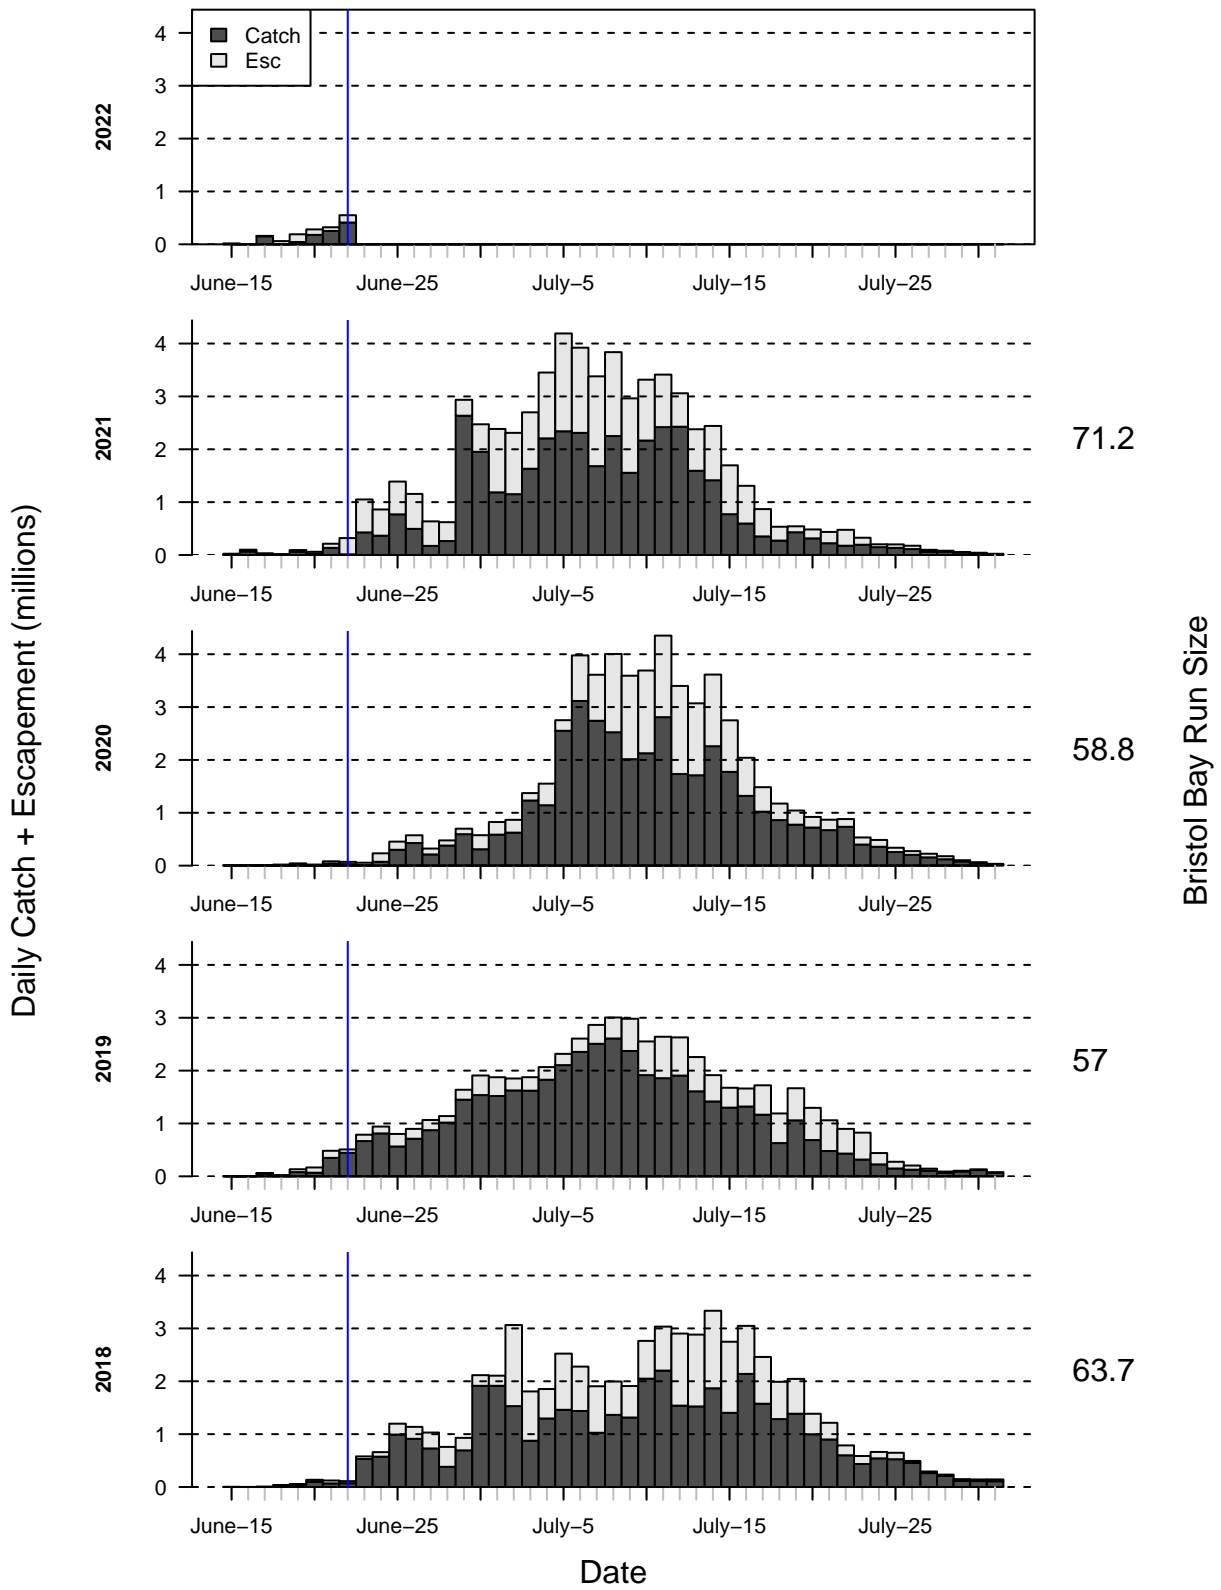 Catch
Esc
4
3
2
1
0
2022
June−15
June−25
July−5
July−15
July−25
4
3
2
1
0
2021
71.2
June−15
June−25
July−5
July−15
July−25
4
3
2
1
0
2020
58.8
June−15
June−25
July−5
July−15
July−25
4
3
2
1
0
2019
57
June−15
June−25
July−5
July−15
July−25
4
3
2
1
0
2018
63.7
June−15
June−25
July−5
July−15
July−25
Date
Daily Catch + Escapement (millions)
Bristol Bay Run Size